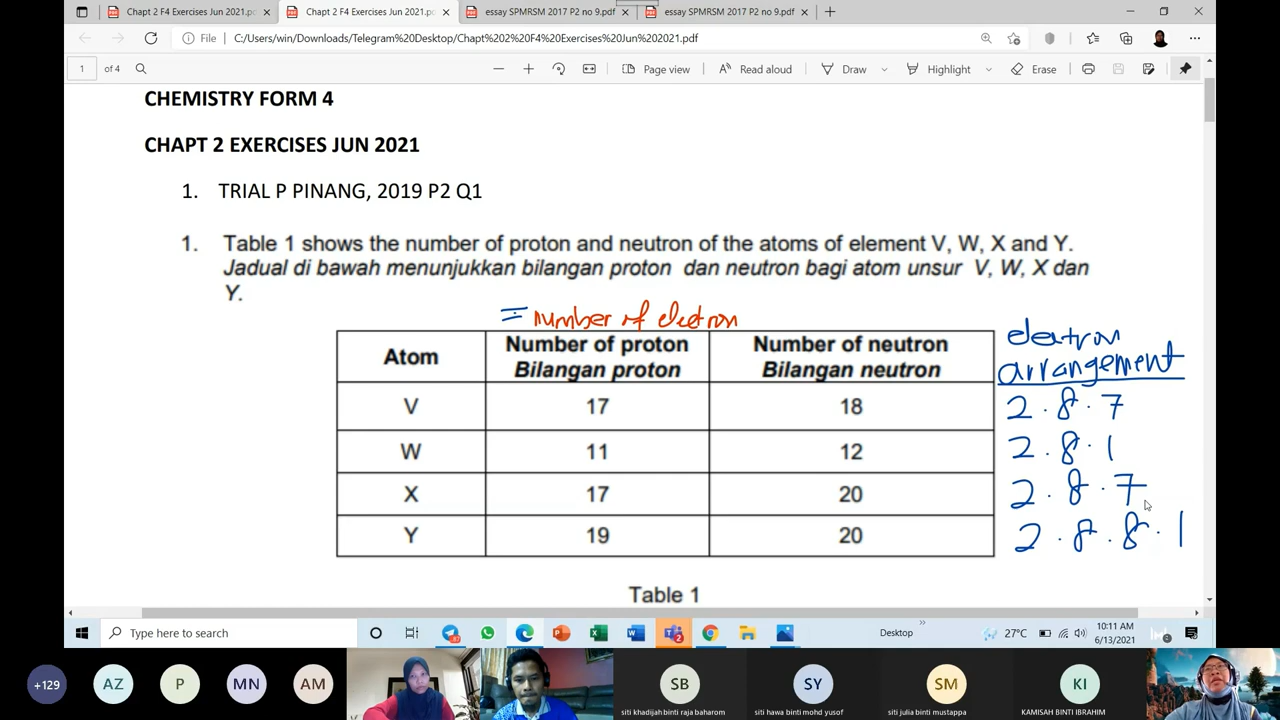 Chapt 2 F4 Exercises Jun 2021.p
Chapt 2 F4 Exercises Jun 2021.p
essay SPMRSM 2017 P2 no 9.pdf
essay SPMRSM 2017 P2 no 9.pdf
File
C:/Users/win/Downloads/Telegram%20Desktop/Chapt%202%20F4%20Exercises%20Jun%202021.pdf
1 of 4
Page view
Read aloud
Draw
Highlight
Erase
CHEMISTRY FORM 4
CHAPT 2 EXERCISES JUN 2021
1. TRIAL P PINANG, 2019 P2 Q1
1. Table 1 shows the number of proton and neutron of the atoms of element V, W, X and Y.
Jadual di bawah menunjukkan bilangan proton dan neutron bagi atom unsur V, W, X dan
Y.
= number of electron
electron
arrangement
Atom
Number of proton
Bilangan proton
Number of neutron
Bilangan neutron
V 17 18 2 . 8 . 7
W 11 12 2 . 8 . 1
X 17 20 2 . 8 . 7
Y 19 20 2 . 8 . 8 . 1
Table 1
Type here to search
Desktop
27°C
10:11 AM
6/13/2021
+129
AZ
P
MN
AM
SB
siti khadijah binti raja baharom
SY
siti hawa binti mohd yusof
SM
siti julia binti mustappa
KI
KAMISAH BINTI IBRAHIM